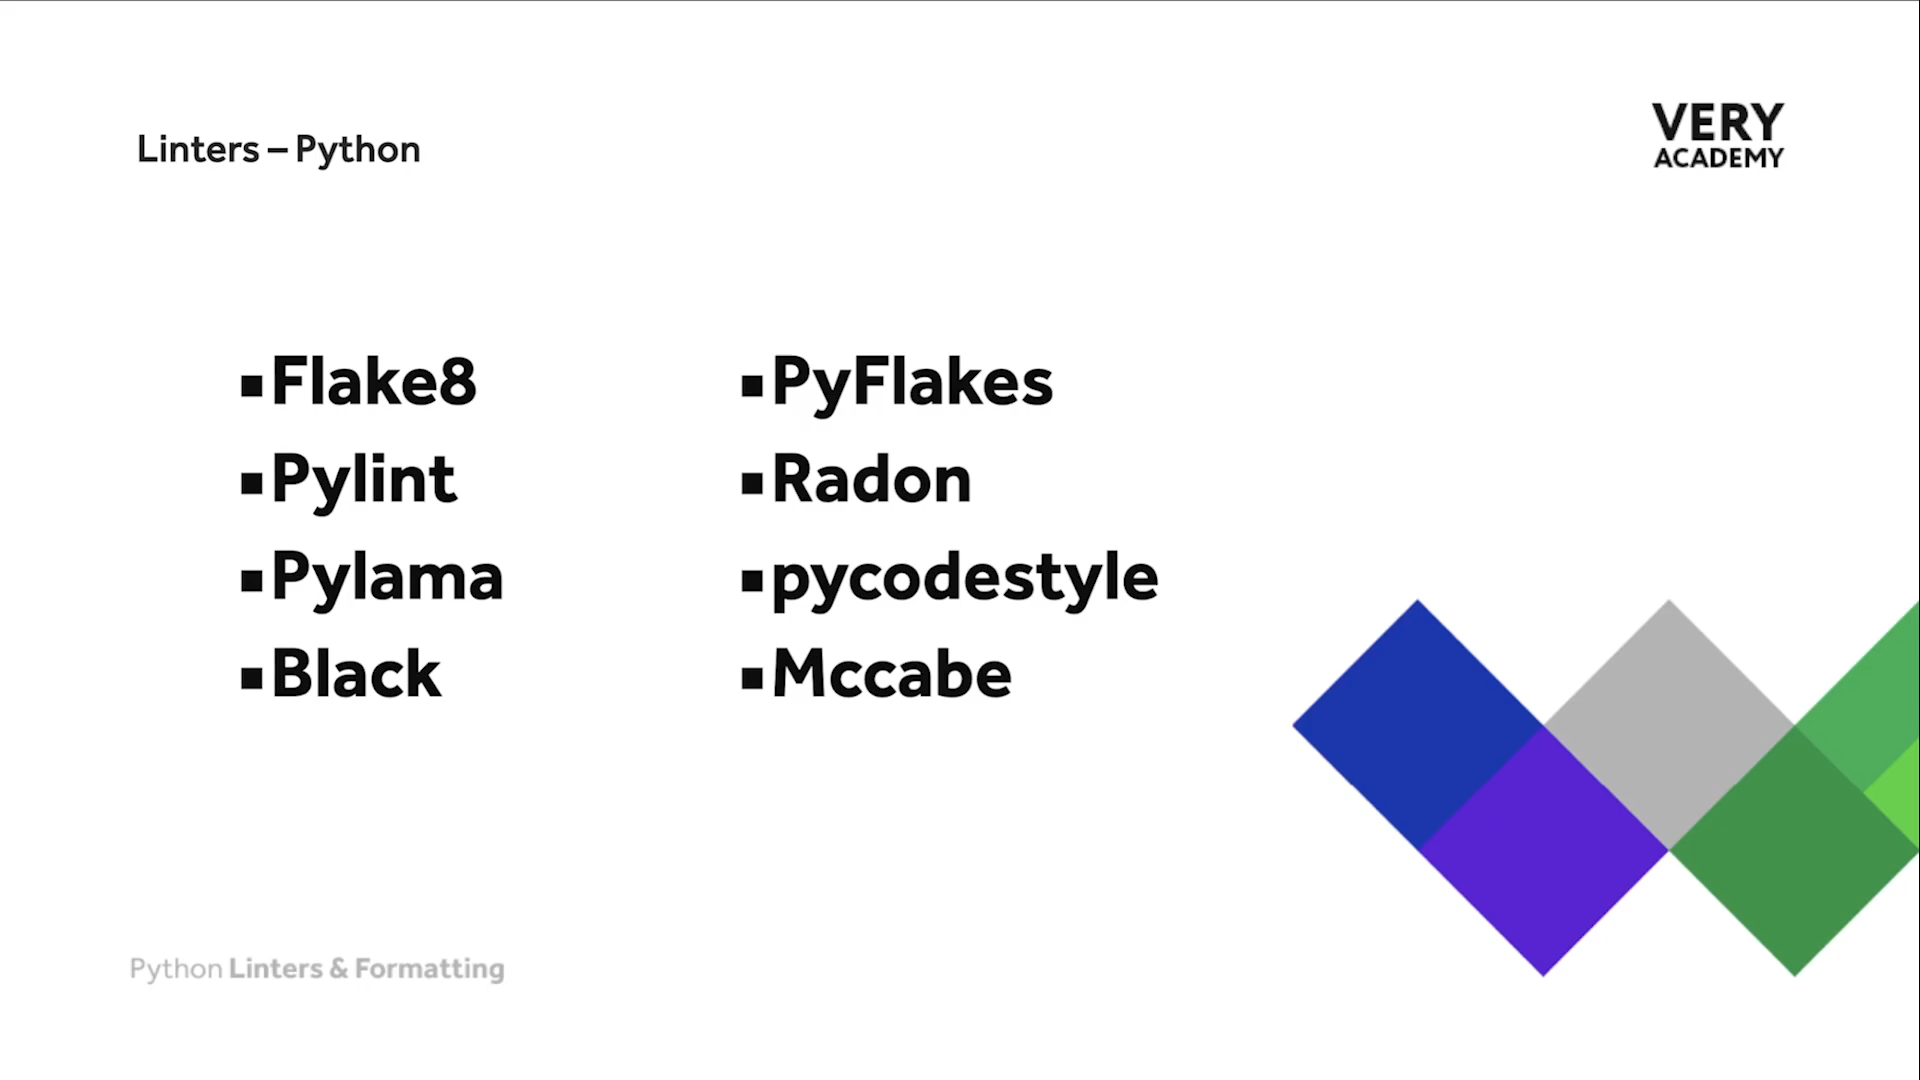 Linters – Python
VERY
ACADEMY
▪Flake8
▪Pylint
▪Pylama
▪Black
▪PyFlakes
▪Radon
▪pycodestyle
▪Mccabe
Python Linters & Formatting